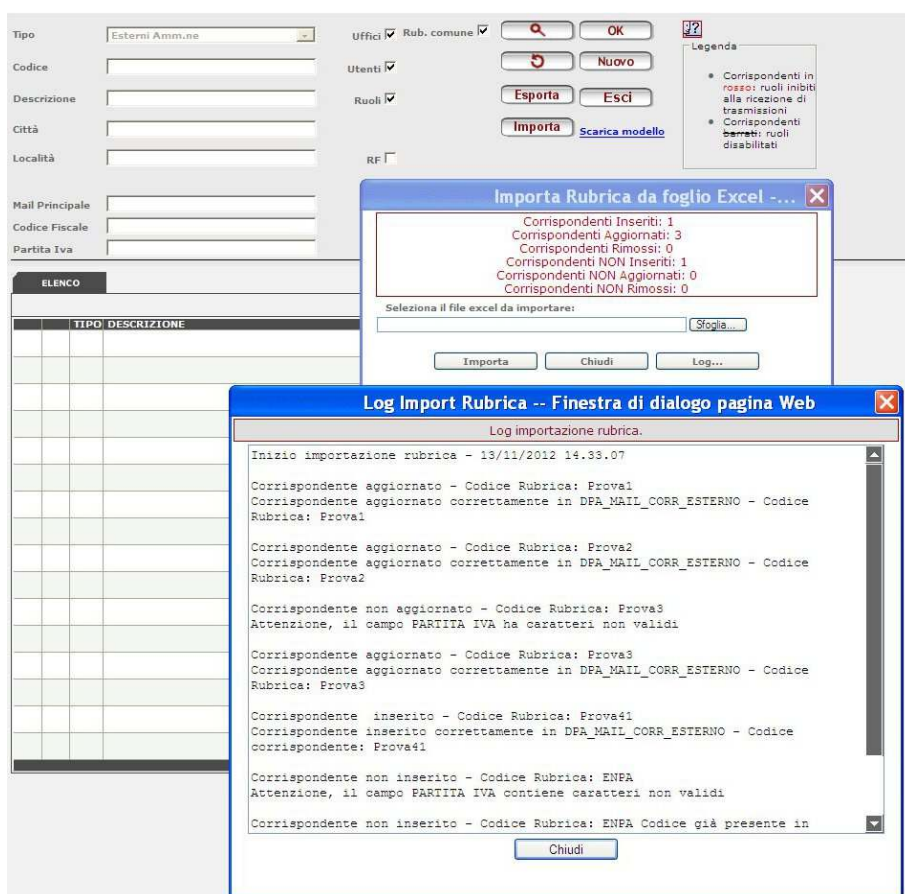 Tipo
Esterni Amm.ne
Uffici
Rub. comune
OK
Codice
Utenti
Nuovo
Descrizione
Ruoli
Esporta
Esci
Città
Importa
Scarica modello
Località
RF
Legenda
Corrispondenti in
rosso: ruoli inibiti
alla ricezione di
trasmissioni
Corrispondenti
barrati: ruoli
disabilitati
Mail Principale
Codice Fiscale
Partita Iva
ELENCO
TIPO DESCRIZIONE
Importa Rubrica da foglio Excel -...
Corrispondenti Inseriti: 1
Corrispondenti Aggiornati: 3
Corrispondenti Rimossi: 0
Corrispondenti NON Inseriti: 1
Corrispondenti NON Aggiornati: 0
Corrispondenti NON Rimossi: 0
Seleziona il file excel da importare:
Sfoglia...
Importa
Chiudi
Log...
Log Import Rubrica -- Finestra di dialogo pagina Web
Log importazione rubrica.
Inizio importazione rubrica - 13/11/2012 14.33.07
Corrispondente aggiornato - Codice Rubrica: Prova1
Corrispondente aggiornato correttamente in DPA_MAIL_CORR_ESTERNO - Codice
Rubrica: Prova1
Corrispondente aggiornato - Codice Rubrica: Prova2
Corrispondente aggiornato correttamente in DPA_MAIL_CORR_ESTERNO - Codice
Rubrica: Prova2
Corrispondente non aggiornato - Codice Rubrica: Prova3
Attenzione, il campo PARTITA IVA ha caratteri non validi
Corrispondente aggiornato - Codice Rubrica: Prova3
Corrispondente aggiornato correttamente in DPA_MAIL_CORR_ESTERNO - Codice
Rubrica: Prova3
Corrispondente  inserito - Codice Rubrica: Prova41
Corrispondente inserito correttamente in DPA_MAIL_CORR_ESTERNO - Codice
corrispondente: Prova41
Corrispondente non inserito - Codice Rubrica: ENPA
Attenzione, il campo PARTITA IVA contiene caratteri non validi
Corrispondente non inserito - Codice Rubrica: ENPA Codice già presente in
Chiudi